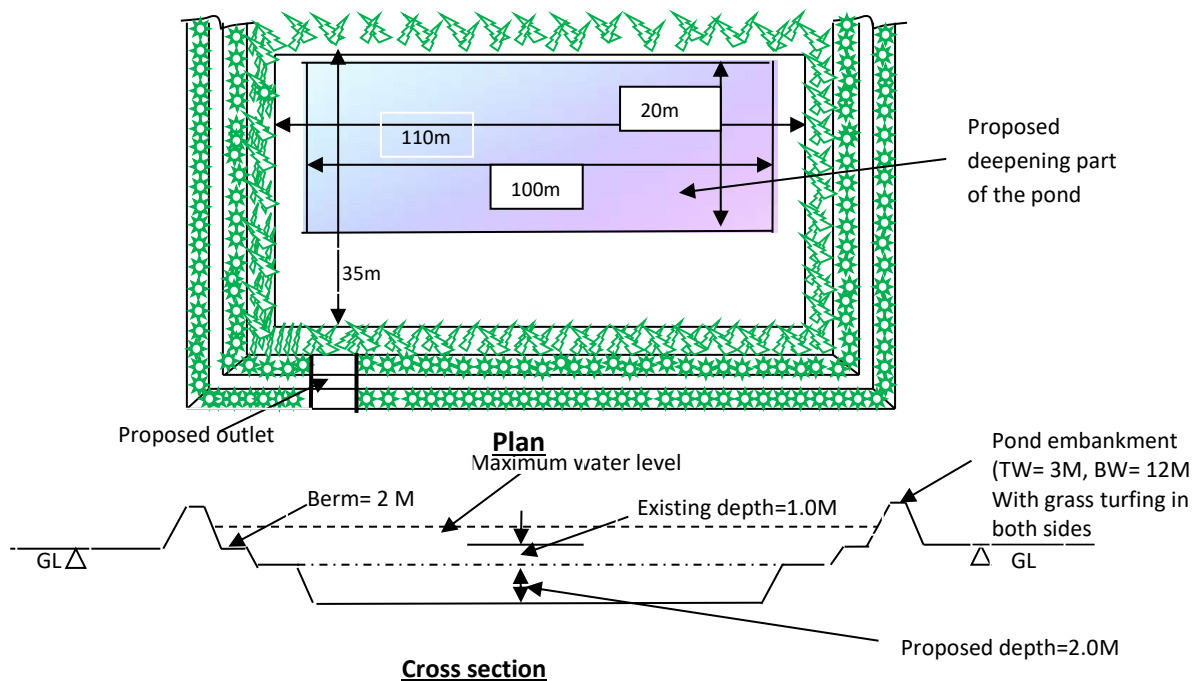 20m
110m
100m
Proposed
deepening part
of the pond
35m
Proposed outlet
Plan
Maximum water level
Pond embankment
(TW= 3M, BW= 12M
With grass turfing in
both sides
Berm= 2 M
Existing depth=1.0M
GL
GL
Proposed depth=2.0M
Cross section